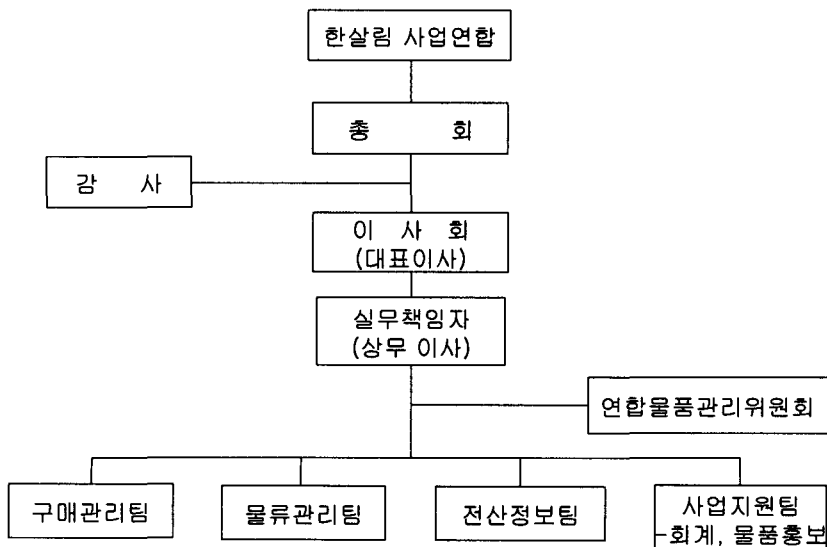 한살림 사업연합
총 회
감 사
이 사 회
(대표이사)
실무책임자
(상무 이사)
연합물품관리위원회
구매관리팀
물류관리팀
전산정보팀
사업지원팀
-회계, 물품홍보